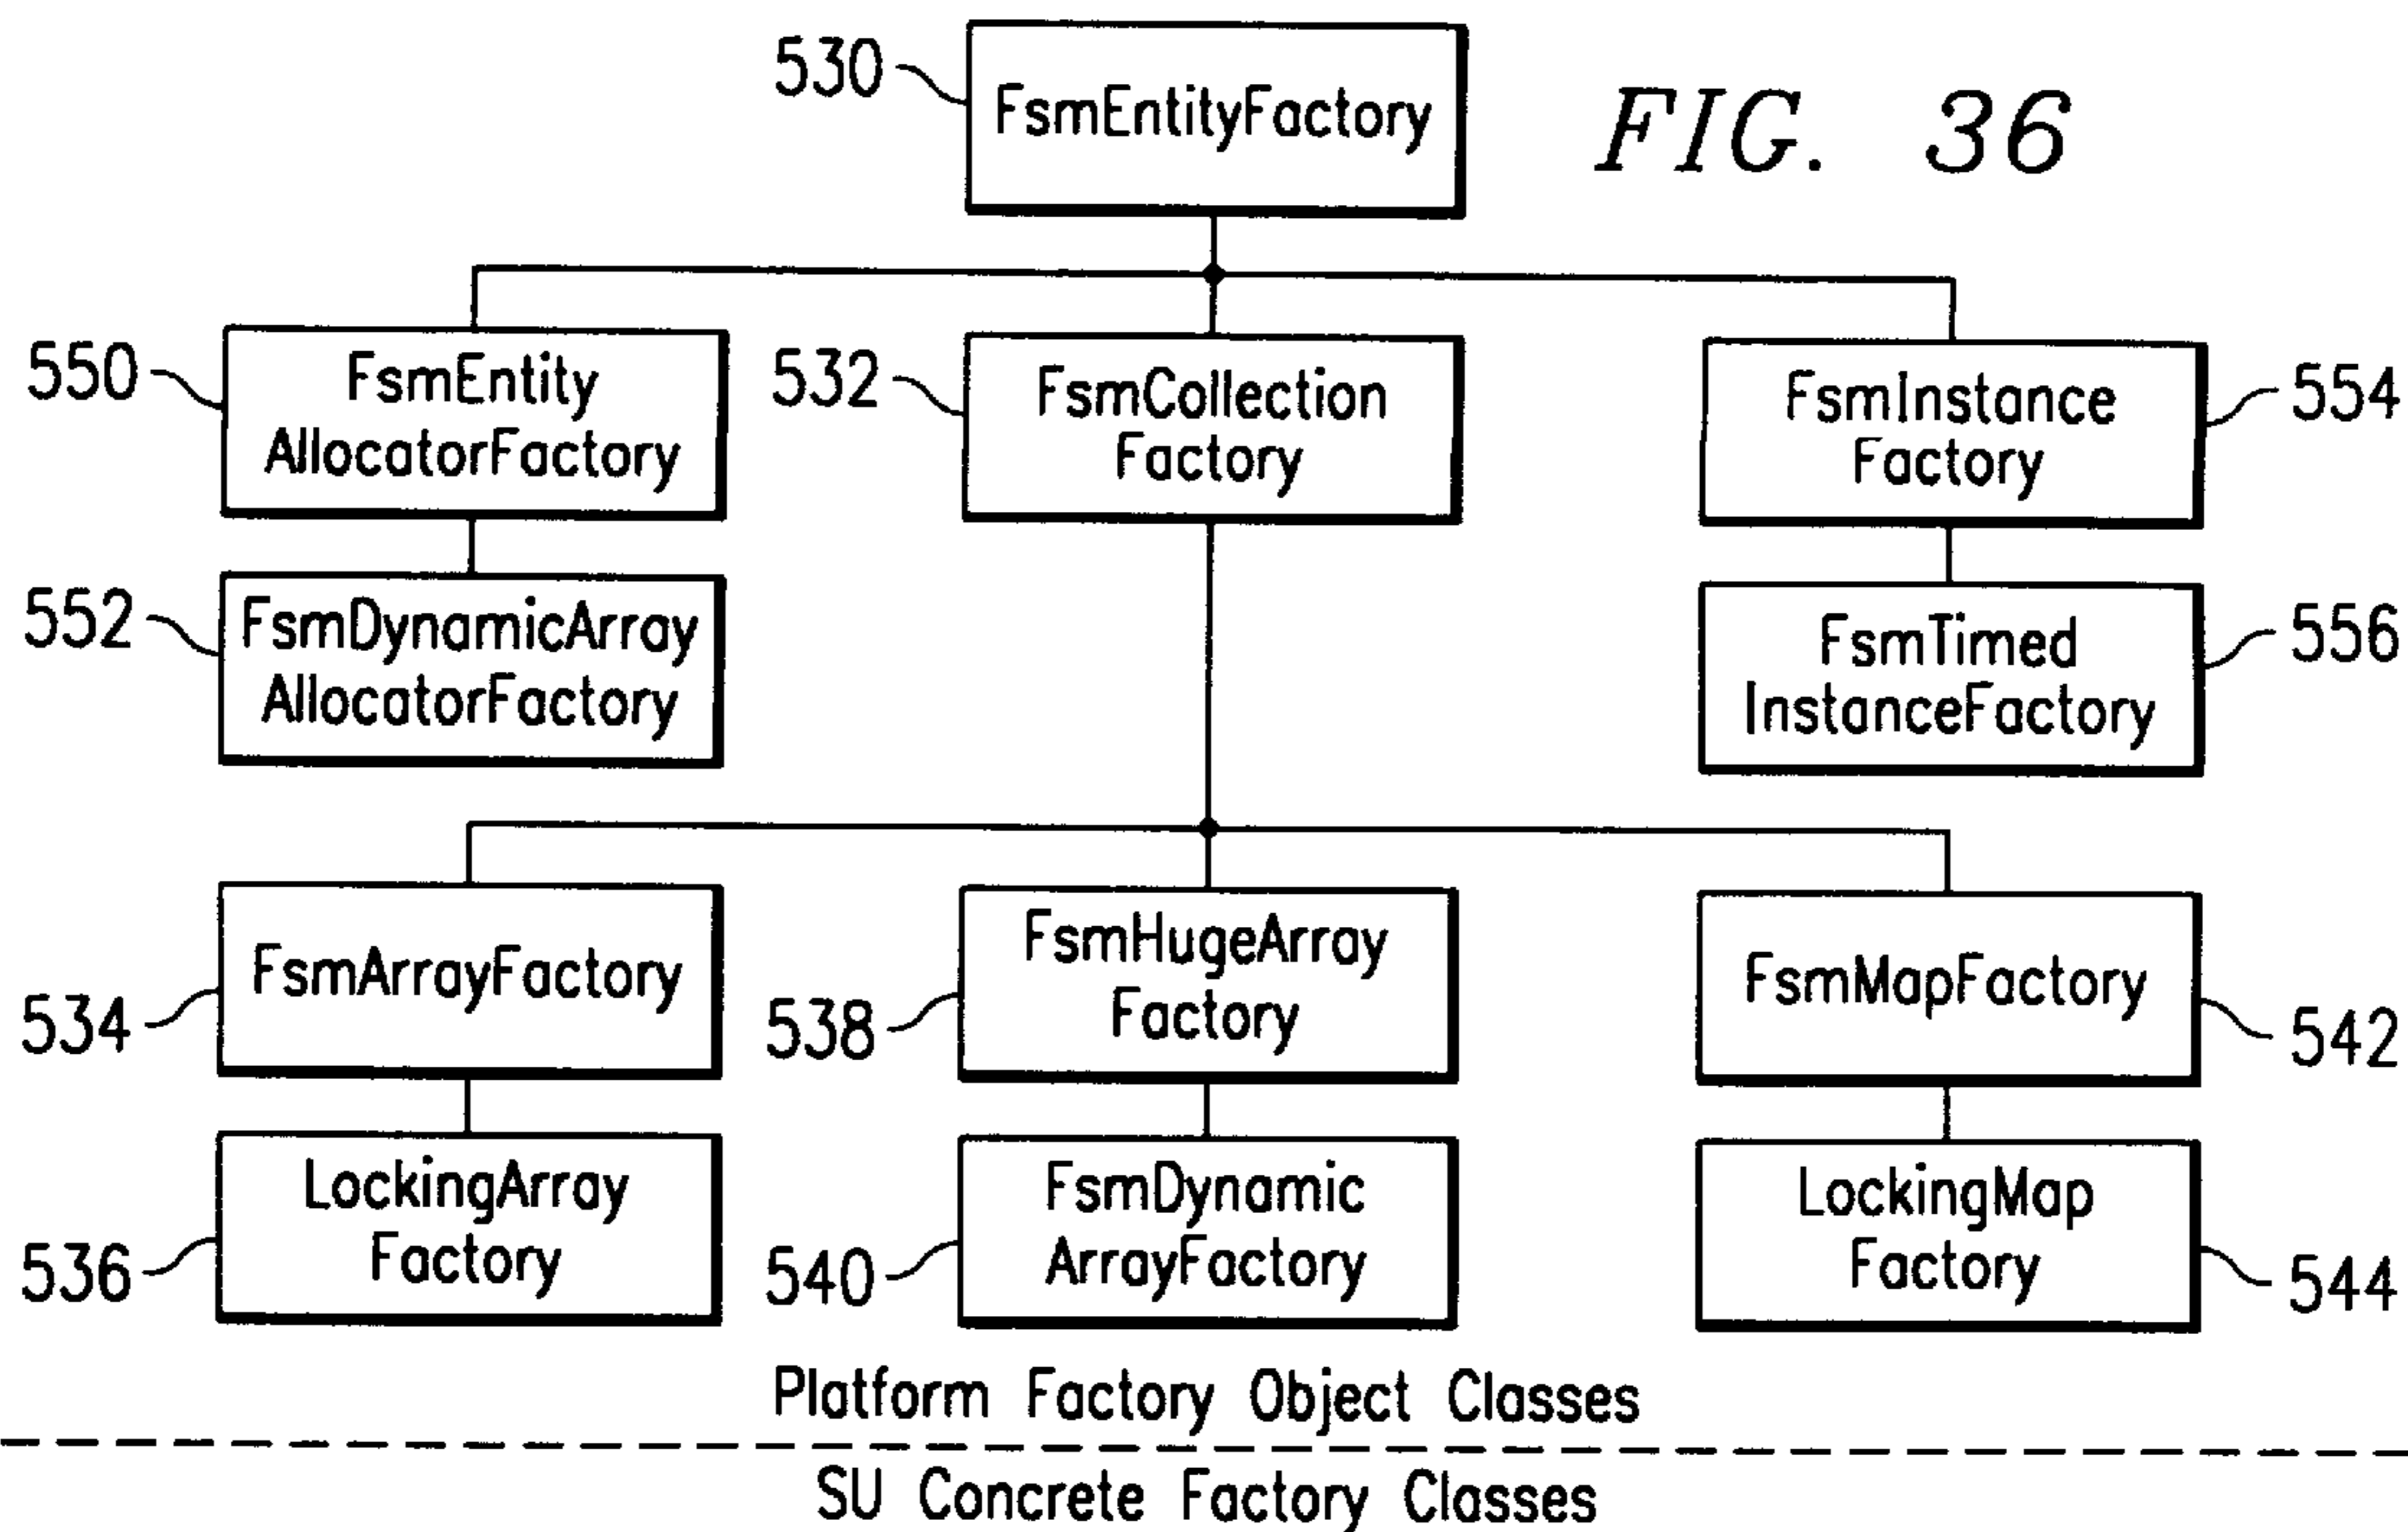 530
FsmEntityFactory
FIG. 36
550
FsmEntity
AllocatorFactory
532
FsmCollection
Factory
FsmInstance
Factory
554
552
FsmDynamicArray
AllocatorFactory
FsmTimed
InstanceFactory
556
534
FsmArrayFactory
538
FsmHugeArray
Factory
FsmMapFactory
542
536
LockingArray
Factory
540
FsmDynamic
ArrayFactory
LockingMap
Factory
544
Platform Factory Object Classes
SU Concrete Factory Classes